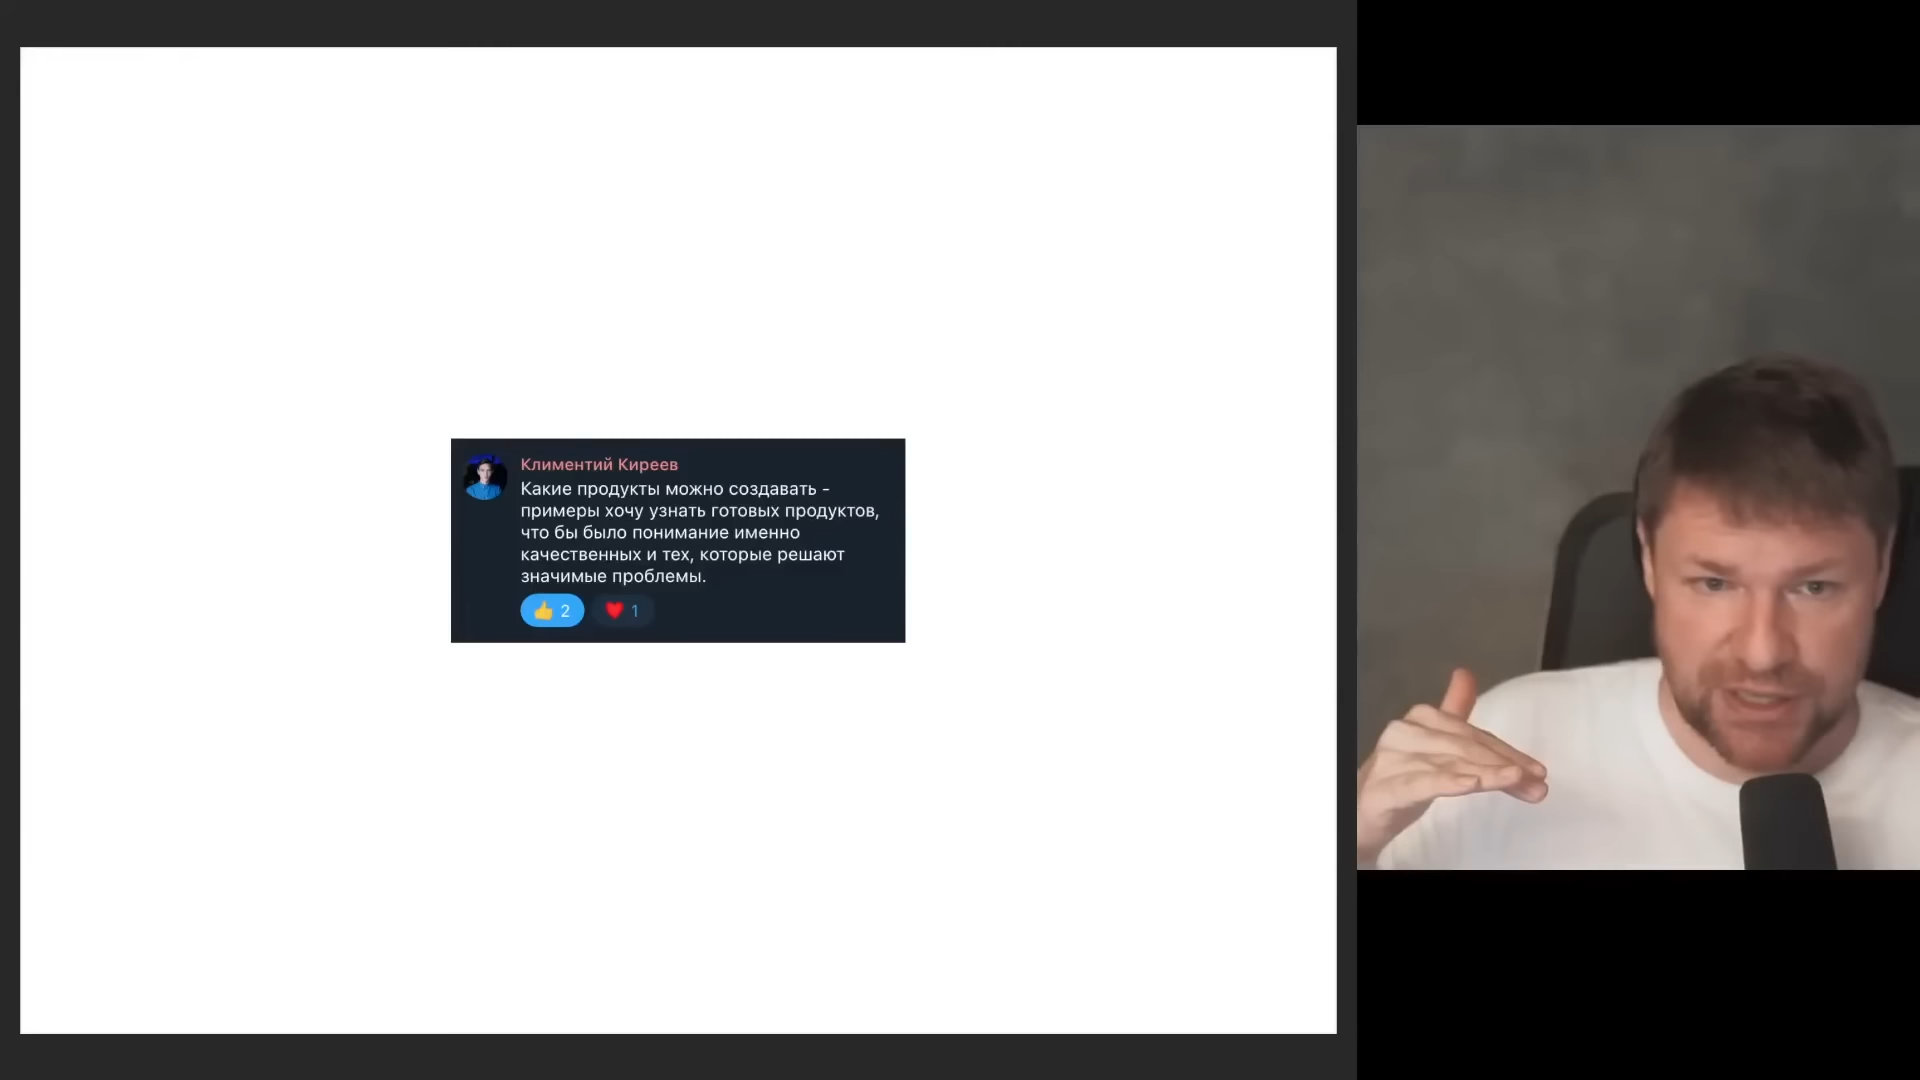 Климентий Киреев
Какие продукты можно создавать -
примеры хочу узнать готовых продуктов,
что бы было понимание именно
качественных и тех, которые решают
значимые проблемы.
👍 2 ❤️ 1